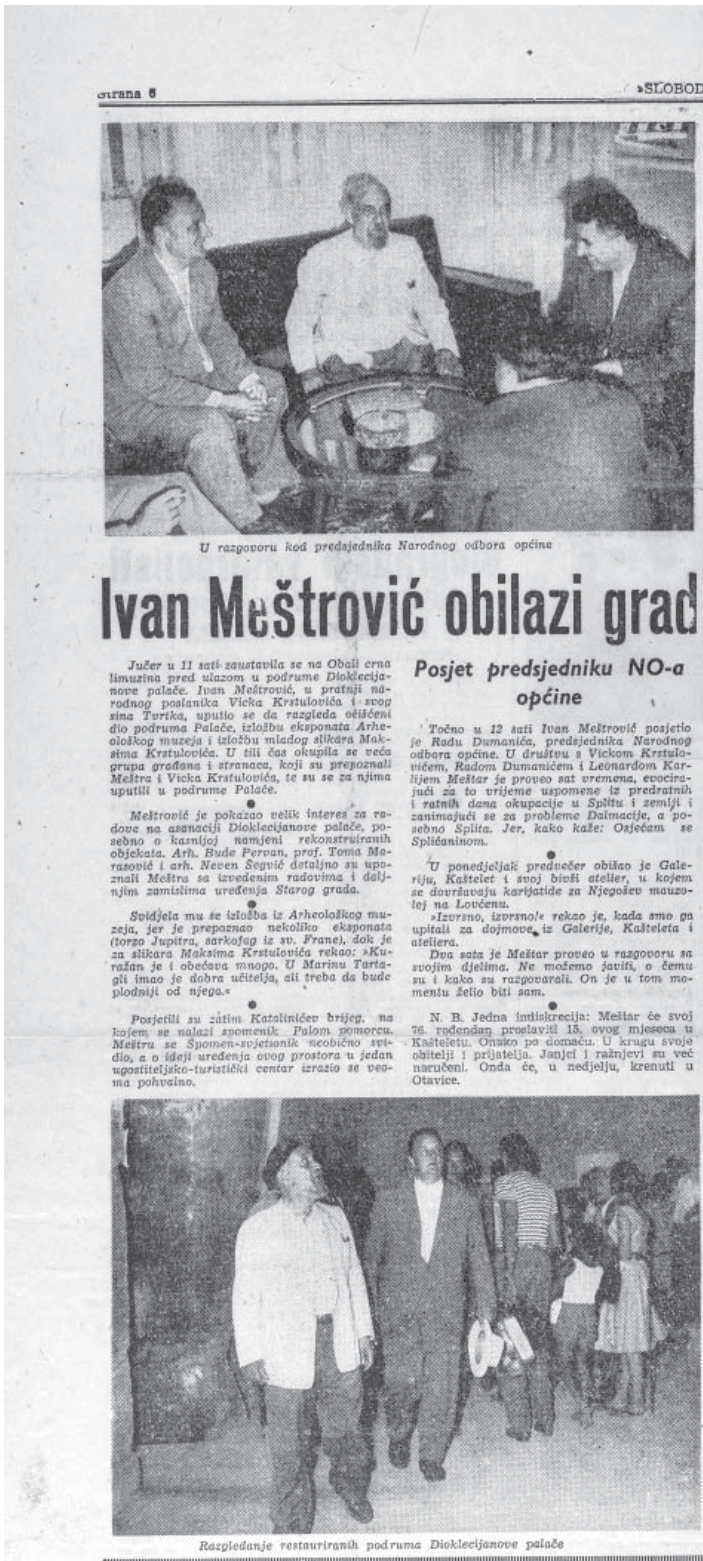 Strana 6
»SLOBOD
U razgovoru kod predsjednika Narodnog odbora općine
Ivan Meštrović obilazi grad
Jučer u 11 sati zaustavila se na Obali crna
limuzina pred ulazom u podrume Dioklecija-
nove palače. Ivan Meštrović, u pratnji na-
rodnog poslanika Vicka Krstulovića i svog
sina Tvrtka, uputio se da razgleda očišćeni
dio podruma Palače, izložbu eksponata Arhe-
ološkog muzeja i izložbu mladog slikara Mak-
sima Krstulovića. U tili čas okupila se veća
grupa građana i stranaca, koji su prepoznali
Meštra i Vicka Krstulovića, te su se za njima
uputili u podrume Palače.
●
Meštrović je pokazao velik interes za ra-
dove na asanaciji Dioklecijanove palače, po-
sebno o kasnijoj namjeni rekonstruiranih
objekata. Arh. Bude Pervan, prof. Toma Ma-
rasović i arh. Neven Šegvić detaljno su upo-
znali Meštra sa izvedenim radovima i dalj-
njim zamislima uređenja Starog grada.
●
Svidjela mu se izložba iz Arheološkog mu-
zeja, jer je prepoznao nekoliko eksponata
(torzo Jupitra, sarkofag iz sv. Frane), dok je
za slikara Maksima Krstulovića rekao: »Ku-
ražan je i obećava mnogo. U Marinu Tarta-
gli imao je dobra učitelja, ali treba da bude
plodniji od njega.«
●
Posjetili su zatim Katalinićev brijeg, na
kojem se nalazi spomenik Palom pomorcu.
Meštru se Spomen-svjetionik neobično svi-
dio, a o ideji uređenja ovog prostora u jedan
ugostiteljsko-turistički centar izrazio se veo-
ma pohvalno.
Posjet predsjedniku NO-a
općine
Točno u 12 sati Ivan Meštrović posjetio
je Radu Dumanića, predsjednika Narodnog
odbora općine. U društvu s Vickom Krstulo-
vićem, Radom Dumanićem i Leonardom Kar-
lijem Meštar je proveo sat vremena, evocira-
jući za to vrijeme uspomene iz predratnih
i ratnih dana okupacije u Splitu i zemlji i
zanimajući se za probleme Dalmacije, a po-
sebno Splita. Jer, kako kaže: Osjećam se
Splićaninom.
●
U ponedjeljak predvečer obišao je Gale-
riju, Kaštelet i svoj bivši atelier, u kojem
se dovršavaju karijatide za Njegošev mauzo-
lej na Lovćenu.
»Izvrsno, izvrsno!« rekao je, kada smo ga
upitali za dojmove iz Galerije, Kašteleta i
ateliera.
Dva sata je Meštar proveo u razgovoru sa
svojim djelima. Ne možemo javiti, o čemu
su i kako su razgovarali. On je u tom mo-
mentu želio biti sam.
●
N. B. Jedna indiskrecija: Meštar će svoj
76. rođendan proslaviti 15. ovog mjeseca u
Kašteletu. Onako po domaću. U krugu svoje
obitelji i prijatelja. Janjci i ražnjevi su već
naručeni. Onda će, u nedjelju, krenuti u
Otavice.
Razgledanje restauriranih podruma Dioklecijanove palače